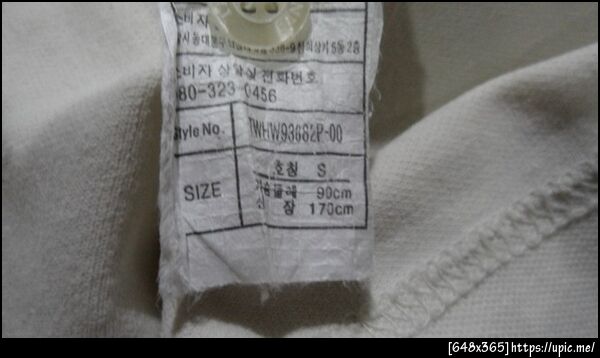 소비자 상담실 전화번호
080-323-0456
Style No. TWHW93682P-00
SIZE
호칭 S
가슴둘레 90cm
신 장 170cm
[648x365]https://upic.me/